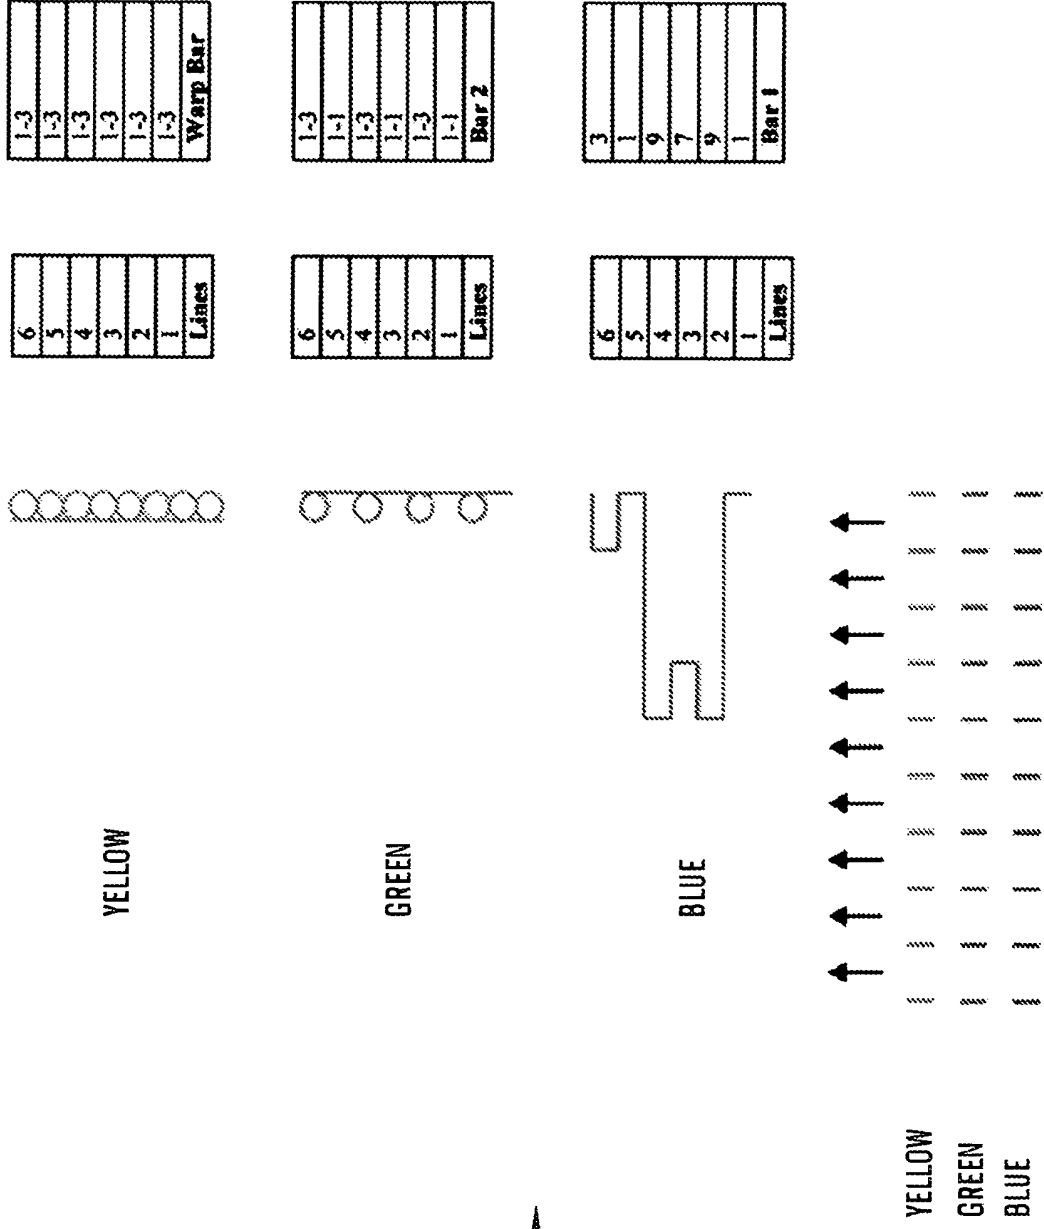 YELLOW
6 1-3
5 1-3
4 1-3
3 1-3
2 1-3
1 1-3
Lines Warp Bar
GREEN
6 1-3
5 1-1
4 1-3
3 1-1
2 1-3
1 1-1
Lines Bar 2
BLUE
6 3
5 1
4 9
3 7
2 9
1 1
Lines Bar 1
YELLOW
GREEN
BLUE